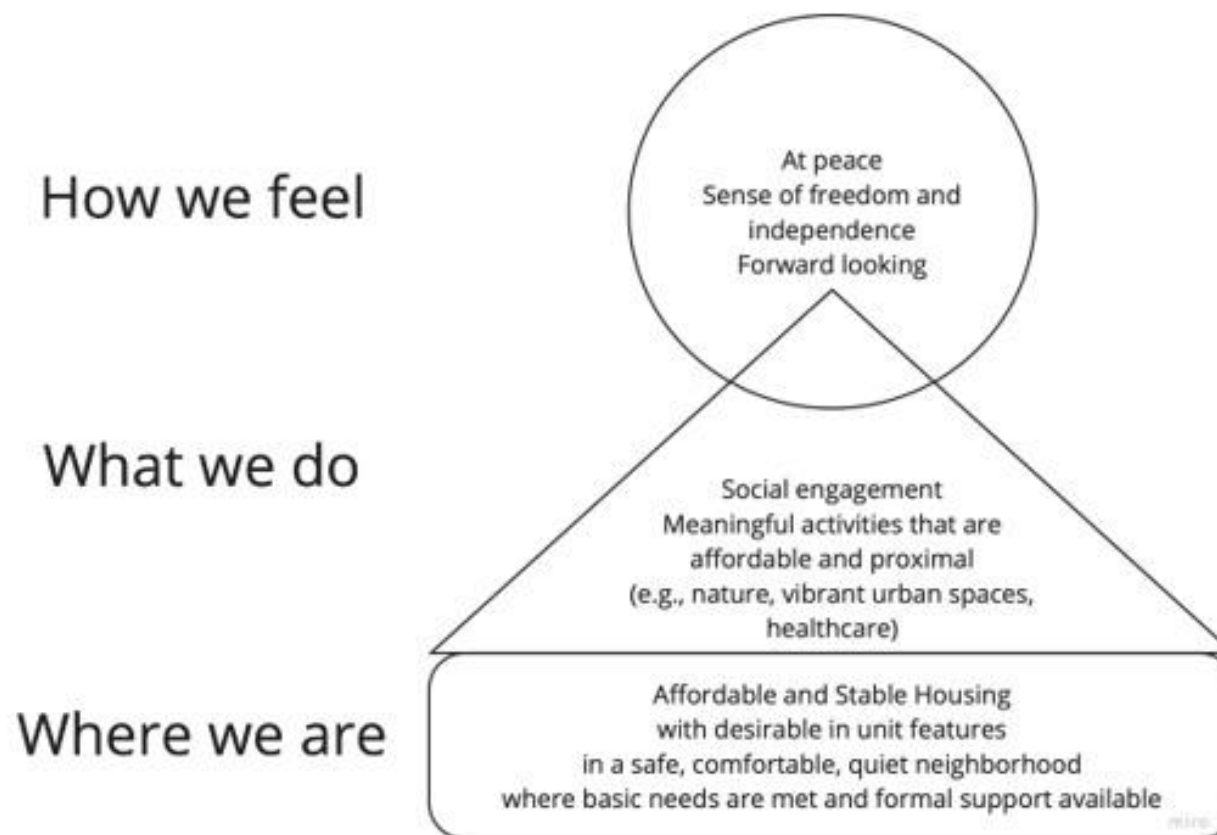 How we feel
At peace
Sense of freedom and
independence
Forward looking
What we do
Social engagement
Meaningful activities that are
affordable and proximal
(e.g., nature, vibrant urban spaces,
healthcare)
Where we are
Affordable and Stable Housing
with desirable in unit features
in a safe, comfortable, quiet neighborhood
where basic needs are met and formal support available
miro